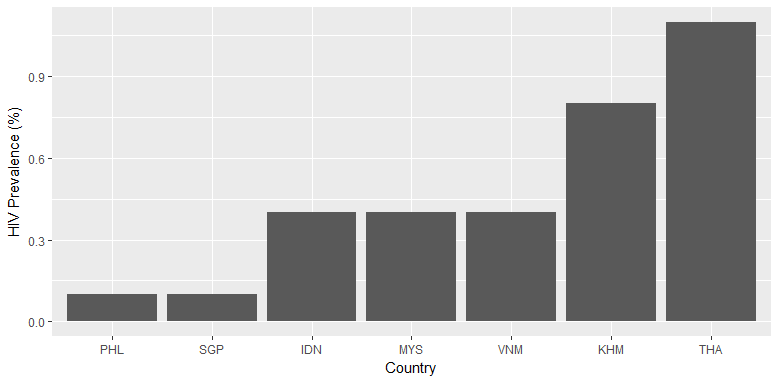 HIV Prevalence (%)
0.9
0.6
0.3
0.0
PHL SGP IDN MYS VNM KHM THA
Country